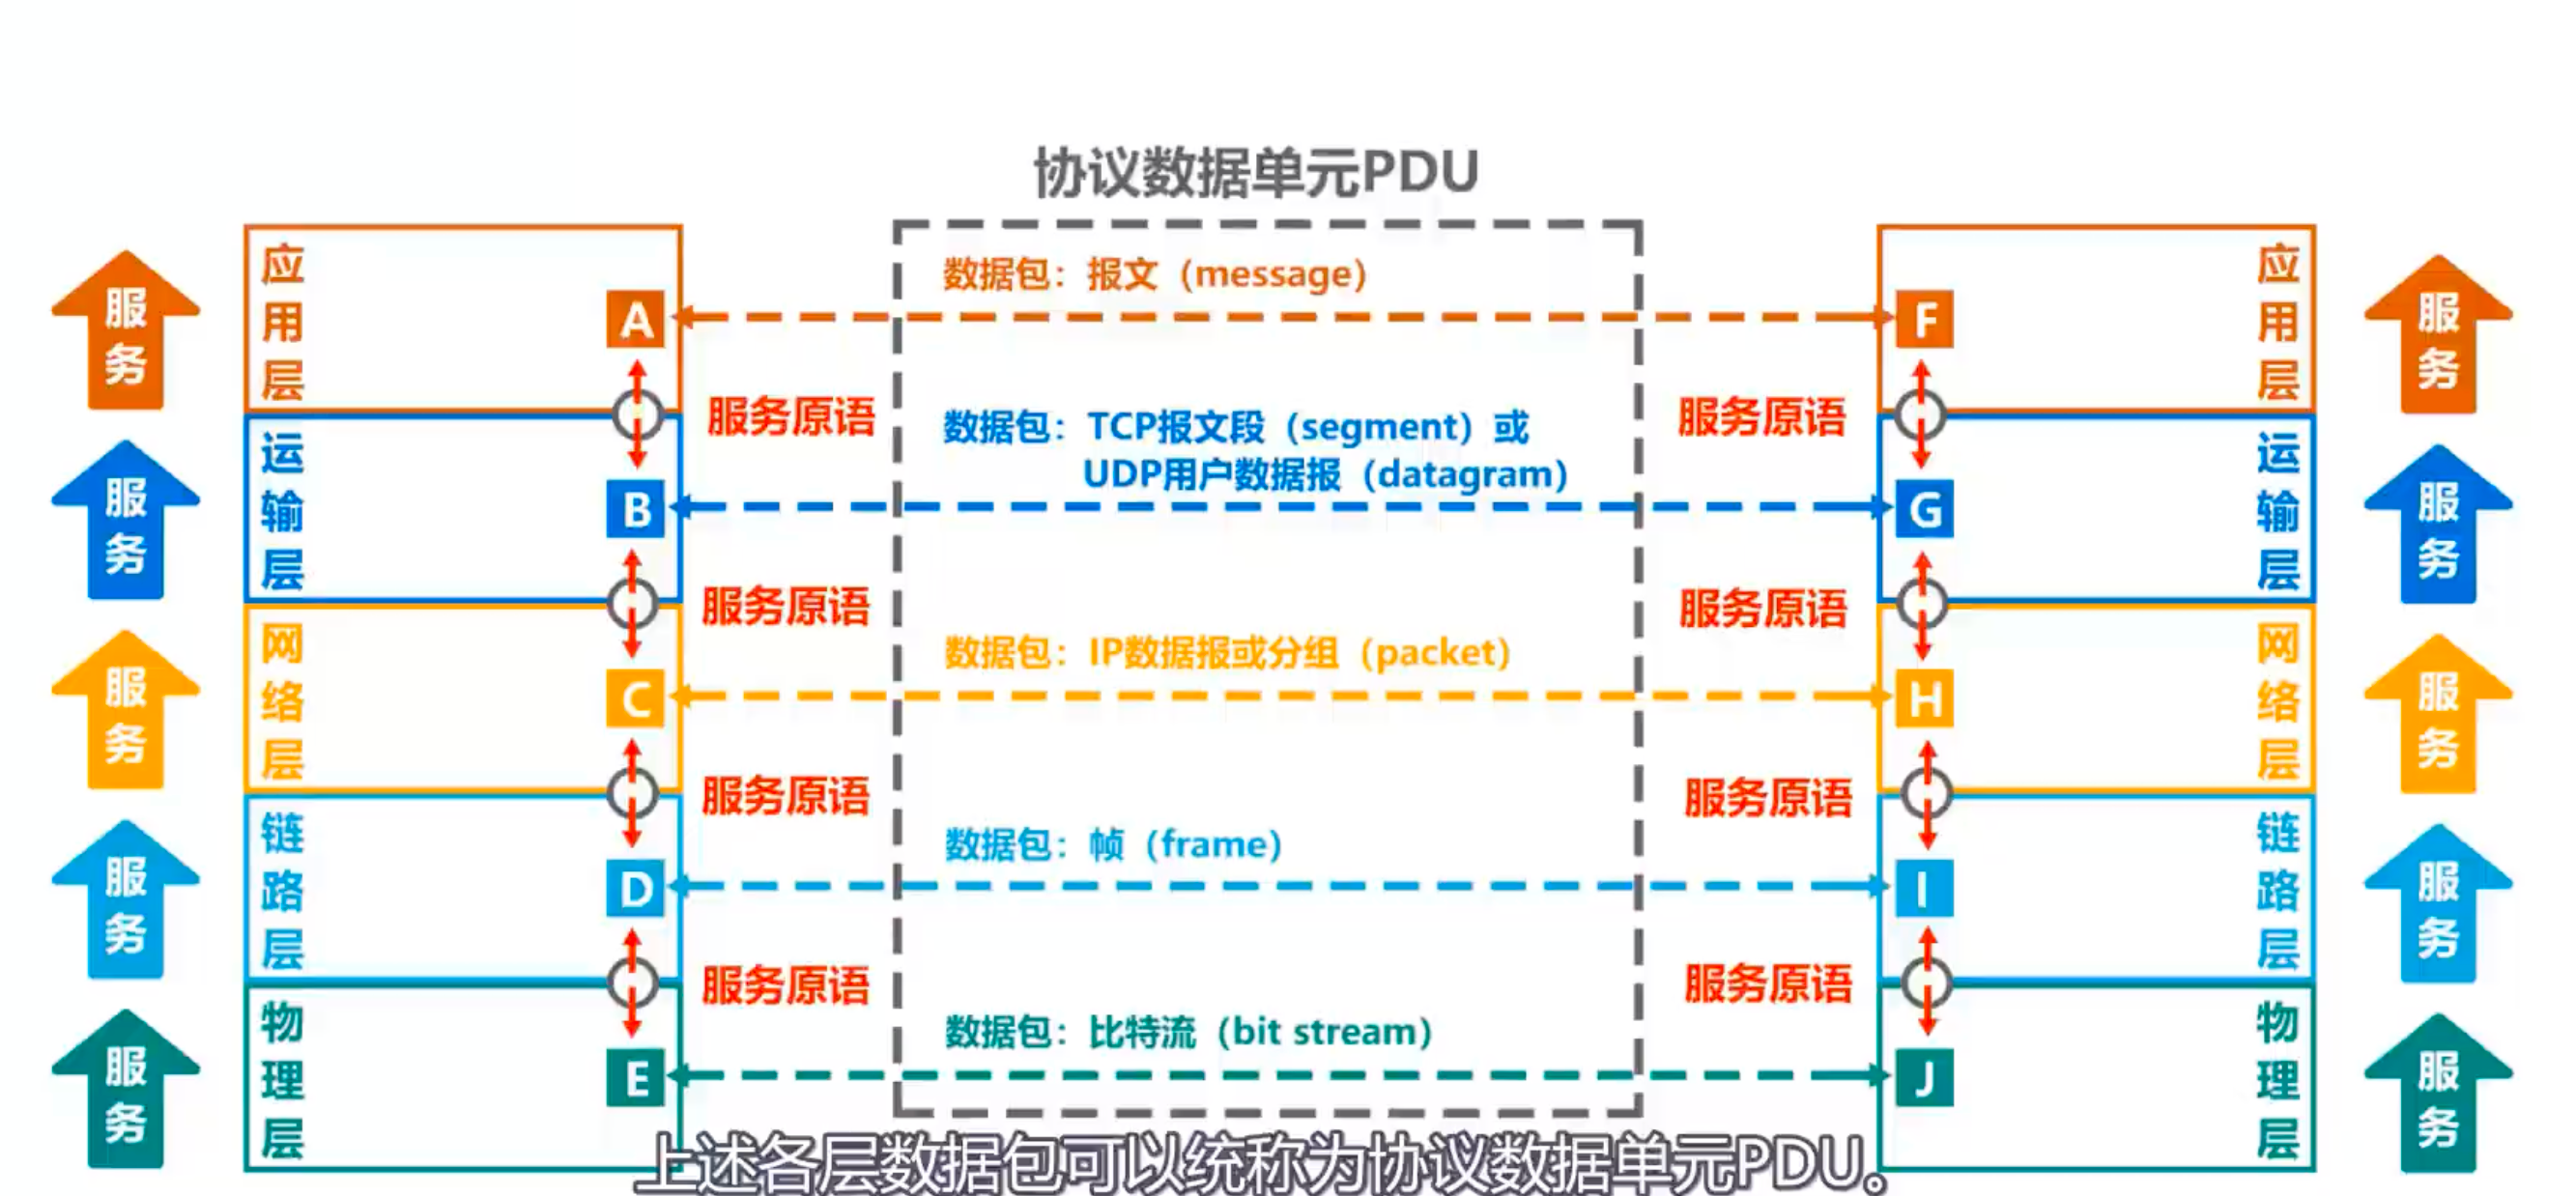 协议数据单元PDU
服务
应用层
A
数据包：报文（message）
F
应用层
服务
服务原语
服务原语
服务
运输层
B
数据包：TCP报文段（segment）或
UDP用户数据报（datagram）
G
运输层
服务
服务原语
服务原语
服务
网络层
C
数据包：IP数据报或分组（packet）
H
网络层
服务
服务原语
服务原语
服务
链路层
D
数据包：帧（frame）
I
链路层
服务
服务原语
服务原语
服务
物理层
E
数据包：比特流（bit stream）
J
物理层
服务
上述各层数据包可以统称为协议数据单元PDU。